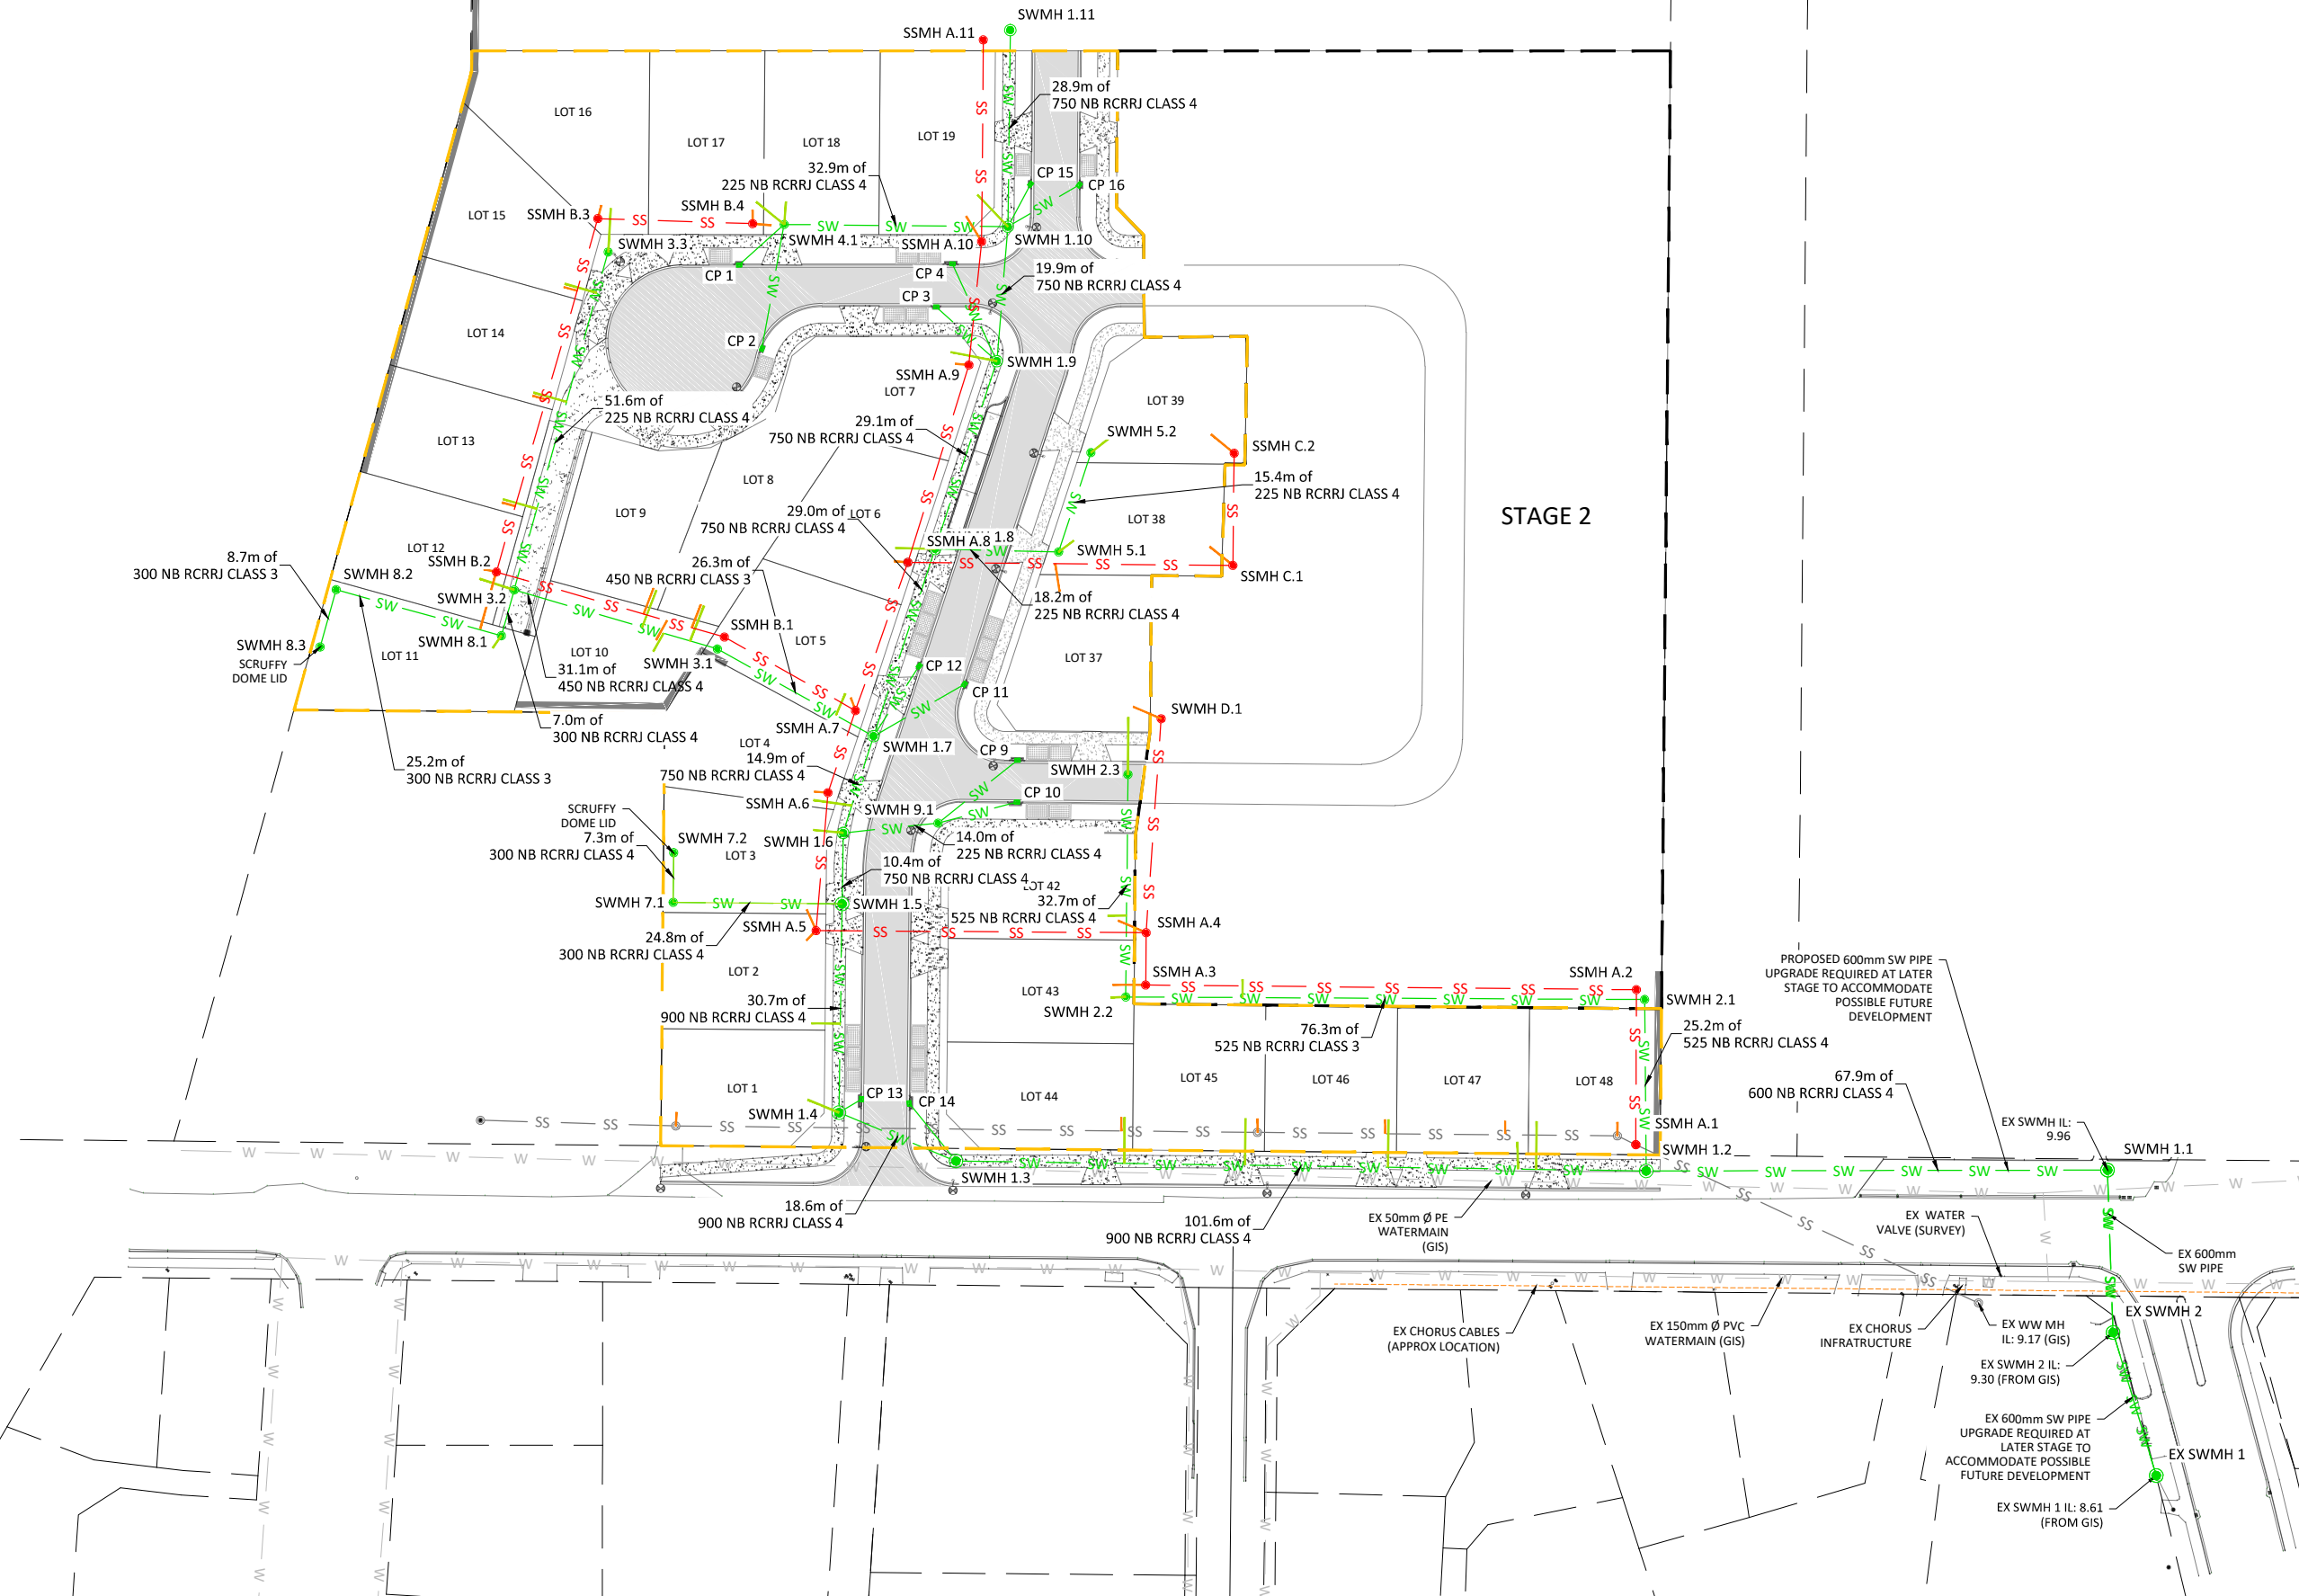 SWMH 1.11
SSMH A.11
28.9m of
750 NB RCRRJ CLASS 4
LOT 16
LOT 17
LOT 18
LOT 19
32.9m of
225 NB RCRRJ CLASS 4
CP 15
CP 16
SSMH B.4
SSMH B.3
LOT 15
SWMH 3.3
SWMH 4.1
SSMH A.10
SWMH 1.10
CP 1
CP 4
19.9m of
750 NB RCRRJ CLASS 4
CP 3
LOT 14
CP 2
SWMH 1.9
SSMH A.9
LOT 7
51.6m of
225 NB RCRRJ CLASS 4
LOT 39
LOT 13
29.1m of
750 NB RCRRJ CLASS 4
SWMH 5.2
SSMH C.2
LOT 8
15.4m of
225 NB RCRRJ CLASS 4
LOT 9
29.0m of
750 NB RCRRJ CLASS 4
LOT 6
LOT 38
STAGE 2
LOT 12
SSMH B.2
SSMH A.8
1.8
SWMH 5.1
SSMH C.1
8.7m of
300 NB RCRRJ CLASS 3
SWMH 8.2
26.3m of
450 NB RCRRJ CLASS 3
SWMH 3.2
18.2m of
225 NB RCRRJ CLASS 4
SWMH 8.3
SCRUFFY
DOME LID
SWMH 8.1
LOT 11
LOT 10
SSMH B.1
LOT 5
SWMH 3.1
31.1m of
450 NB RCRRJ CLASS 4
CP 12
CP 11
LOT 37
7.0m of
300 NB RCRRJ CLASS 4
SWMH D.1
SSMH A.7
LOT 4
SWMH 1.7
CP 9
25.2m of
300 NB RCRRJ CLASS 3
14.9m of
750 NB RCRRJ CLASS 4
SWMH 2.3
CP 10
SSMH A.6
SCRUFFY
DOME LID
SWMH 9.1
7.3m of
300 NB RCRRJ CLASS 4
SWMH 7.2
LOT 3
SWMH 1.6
14.0m of
225 NB RCRRJ CLASS 4
10.4m of
750 NB RCRRJ CLASS 4
LOT 42
32.7m of
525 NB RCRRJ CLASS 4
SWMH 7.1
SWMH 1.5
SSMH A.5
SSMH A.4
24.8m of
300 NB RCRRJ CLASS 4
LOT 2
SSMH A.3
SSMH A.2
LOT 43
SWMH 2.1
SWMH 2.2
30.7m of
900 NB RCRRJ CLASS 4
76.3m of
525 NB RCRRJ CLASS 3
25.2m of
525 NB RCRRJ CLASS 4
PROPOSED 600mm SW PIPE
UPGRADE REQUIRED AT LATER
STAGE TO ACCOMMODATE
POSSIBLE FUTURE
DEVELOPMENT
LOT 1
CP 13
CP 14
LOT 44
LOT 45
LOT 46
LOT 47
LOT 48
67.9m of
600 NB RCRRJ CLASS 4
SWMH 1.4
SSMH A.1
SWMH 1.2
EX SWMH IL:
9.96
SWMH 1.1
SWMH 1.3
18.6m of
900 NB RCRRJ CLASS 4
101.6m of
900 NB RCRRJ CLASS 4
EX 50mm Ø PE
WATERMAIN
(GIS)
EX WATER
VALVE (SURVEY)
EX 600mm
SW PIPE
EX CHORUS CABLES
(APPROX LOCATION)
EX 150mm Ø PVC
WATERMAIN (GIS)
EX CHORUS
INFRATRUCTURE
EX WW MH
IL: 9.17 (GIS)
EX SWMH 2
EX SWMH 2 IL:
9.30 (FROM GIS)
EX 600mm SW PIPE
UPGRADE REQUIRED AT
LATER STAGE TO
ACCOMMODATE POSSIBLE
FUTURE DEVELOPMENT
EX SWMH 1
EX SWMH 1 IL: 8.61
(FROM GIS)